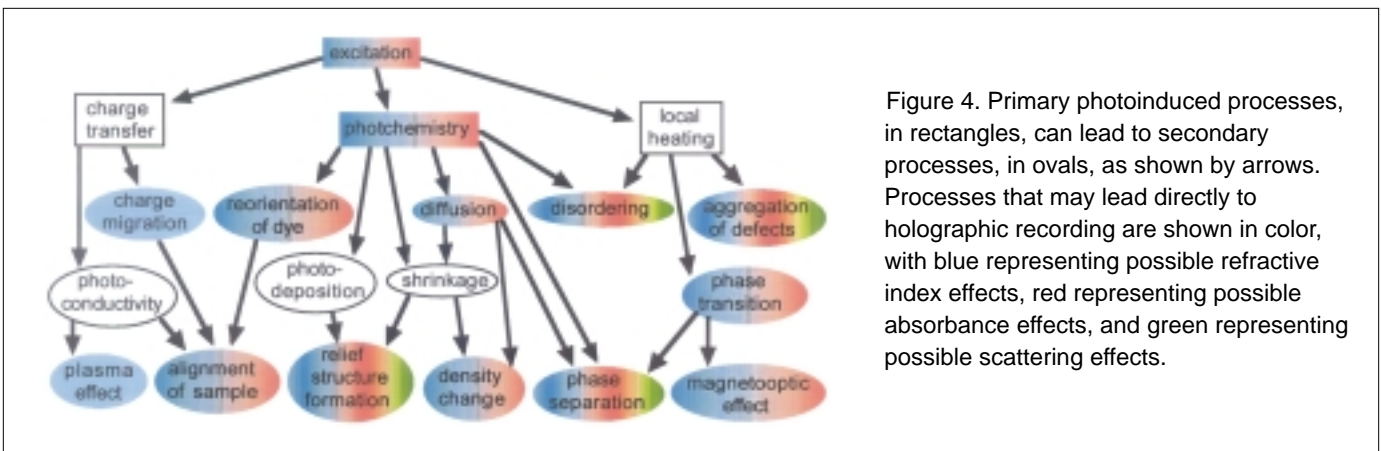 excitation
charge
transfer
photchemistry
local
heating
charge
migration
reorientation
of dye
diffusion
disordering
aggregation
of defects
photo-
conductivity
photo-
deposition
shrinkage
phase
transition
plasma
effect
alignment
of sample
relief
structure
formation
density
change
phase
separation
magnetooptic
effect
Figure 4. Primary photoinduced processes,
in rectangles, can lead to secondary
processes, in ovals, as shown by arrows.
Processes that may lead directly to
holographic recording are shown in color,
with blue representing possible refractive
index effects, red representing possible
absorbance effects, and green representing
possible scattering effects.